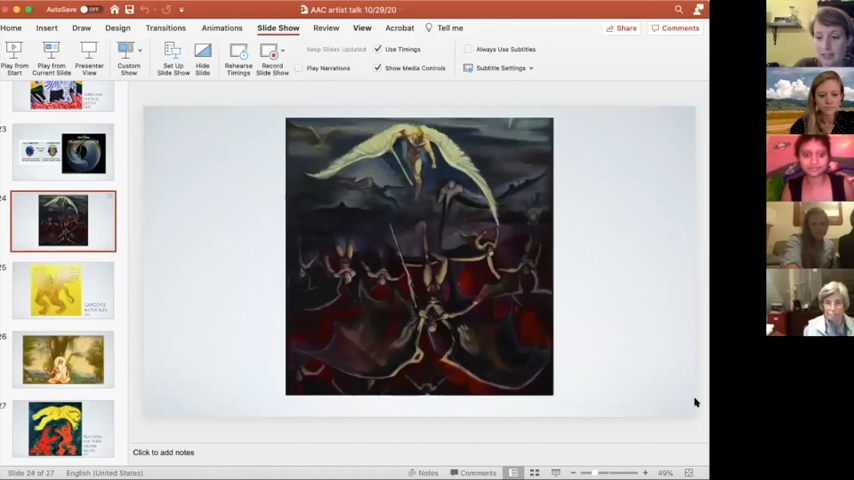 AutoSave OFF
AAC artist talk 10/29/20
Home Insert Draw Design Transitions Animations Slide Show Review View Acrobat Tell me Share Comments
Play from Start
Play from Current Slide
Presenter View
Custom Show
Set Up Slide Show
Hide Slide
Rehearse Timings
Record Slide Show
Keep Slides Updated
Play Narrations
Use Timings
Show Media Controls
Always Use Subtitles
Subtitle Settings
23
24
25
26
27
Click to add notes
Slide 24 of 27 English (United States) Notes Comments 49%